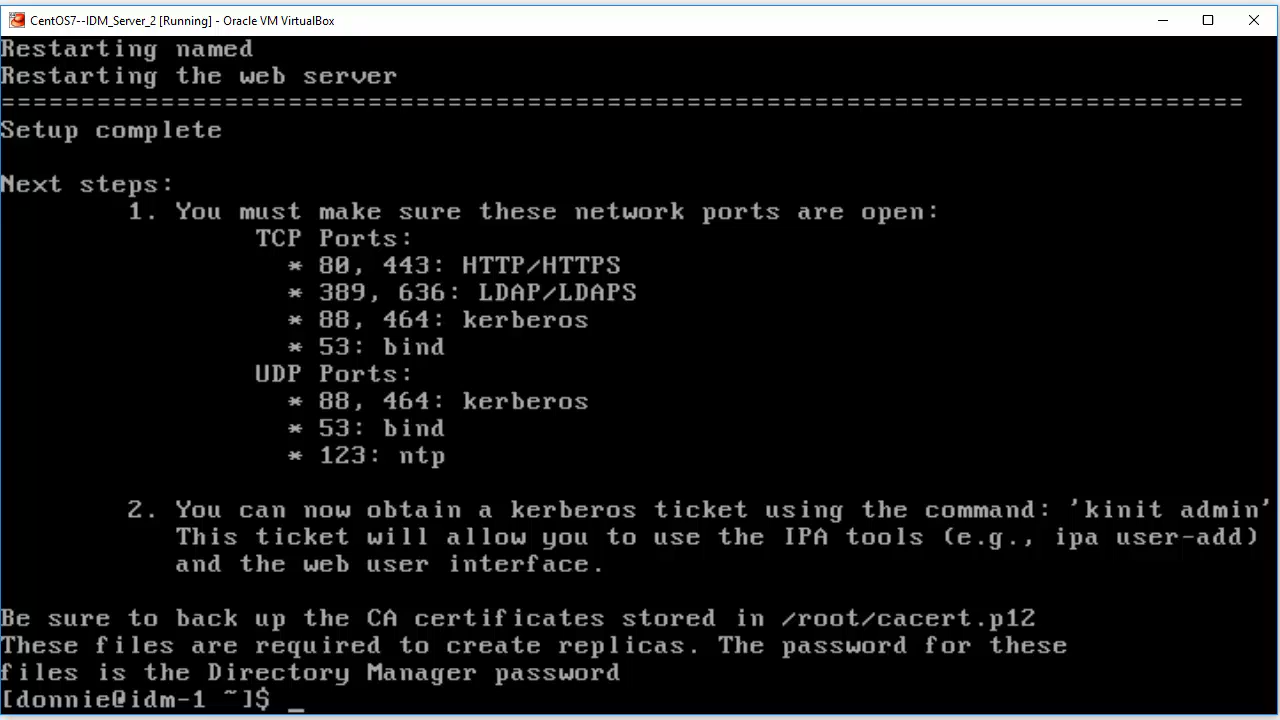 CentOS7--IDM_Server_2 [Running] - Oracle VM VirtualBox
Restarting named
Restarting the web server
==============================================================================
Setup complete
Next steps:
1. You must make sure these network ports are open:
TCP Ports:
* 80, 443: HTTP/HTTPS
* 389, 636: LDAP/LDAPS
* 88, 464: kerberos
* 53: bind
UDP Ports:
* 88, 464: kerberos
* 53: bind
* 123: ntp
2. You can now obtain a kerberos ticket using the command: 'kinit admin'
This ticket will allow you to use the IPA tools (e.g., ipa user-add)
and the web user interface.
Be sure to back up the CA certificates stored in /root/cacert.p12
These files are required to create replicas. The password for these
files is the Directory Manager password
[donnie@idm-1 ~]$ _